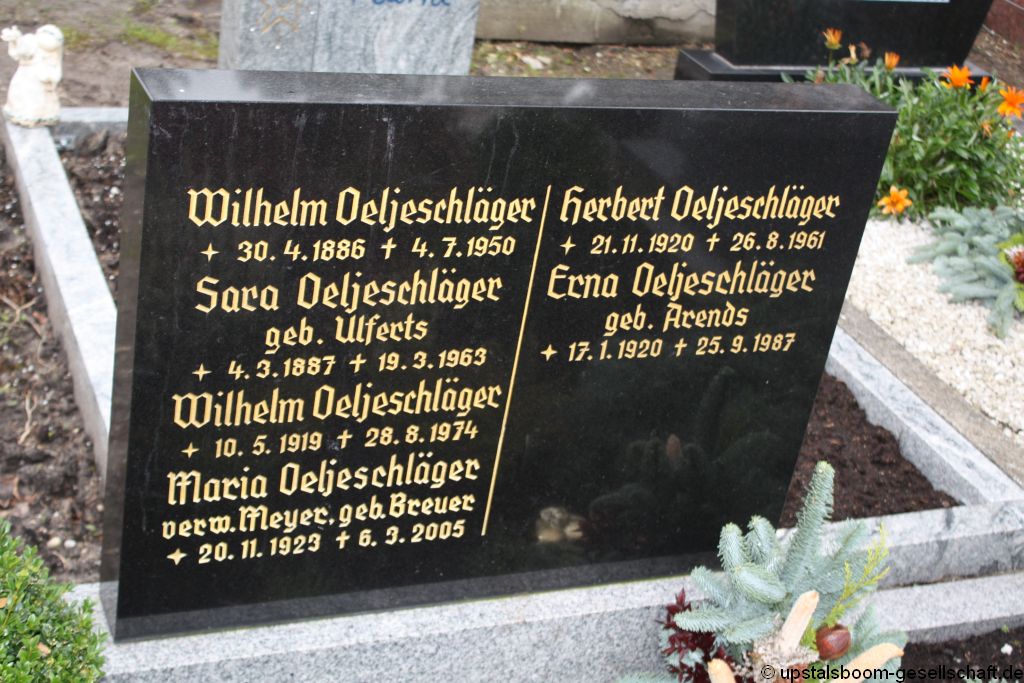 Wilhelm Oeljeschläger
✦ 30.4.1886 ✝ 4.7.1950
Sara Oeljeschläger
geb. Ulferts
✦ 4.3.1887 ✝ 19.3.1963
Wilhelm Oeljeschläger
✦ 10.5.1919 ✝ 28.8.1974
Maria Oeljeschläger
verw. Meyer, geb. Breuer
✦ 20.11.1923 ✝ 6.3.2005
Herbert Oeljeschläger
✦ 21.11.1920 ✝ 26.8.1961
Erna Oeljeschläger
geb. Arends
✦ 17.1.1920 ✝ 25.9.1987
© upstalsboom-gesellschaft.de